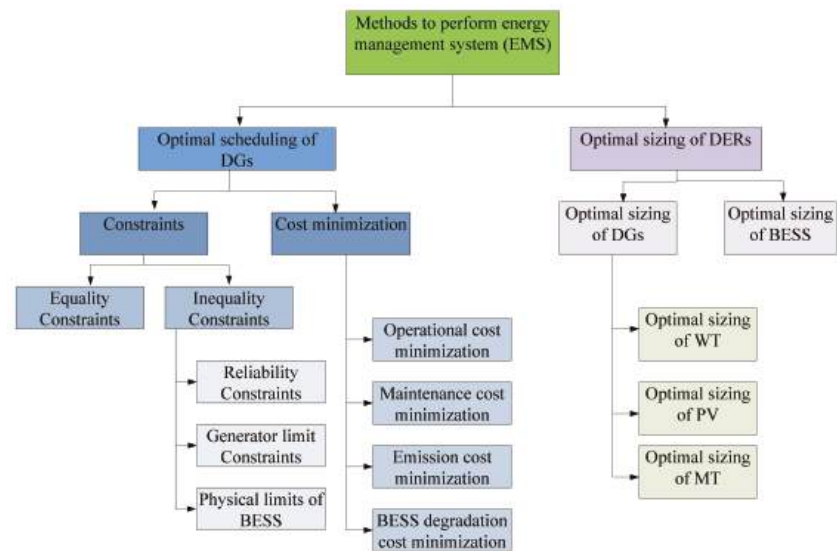 Methods to perform energy
management system (EMS)
Optimal scheduling of
DGs
Optimal sizing of DERs
Constraints
Cost minimization
Optimal sizing
of DGs
Optimal sizing
of BESS
Equality
Constraints
Inequality
Constraints
Operational cost
minimization
Optimal sizing
of WT
Reliability
Constraints
Maintenance cost
minimization
Optimal sizing
of PV
Generator limit
Constraints
Emission cost
minimization
Optimal sizing
of MT
Physical limits of
BESS
BESS degradation
cost minimization